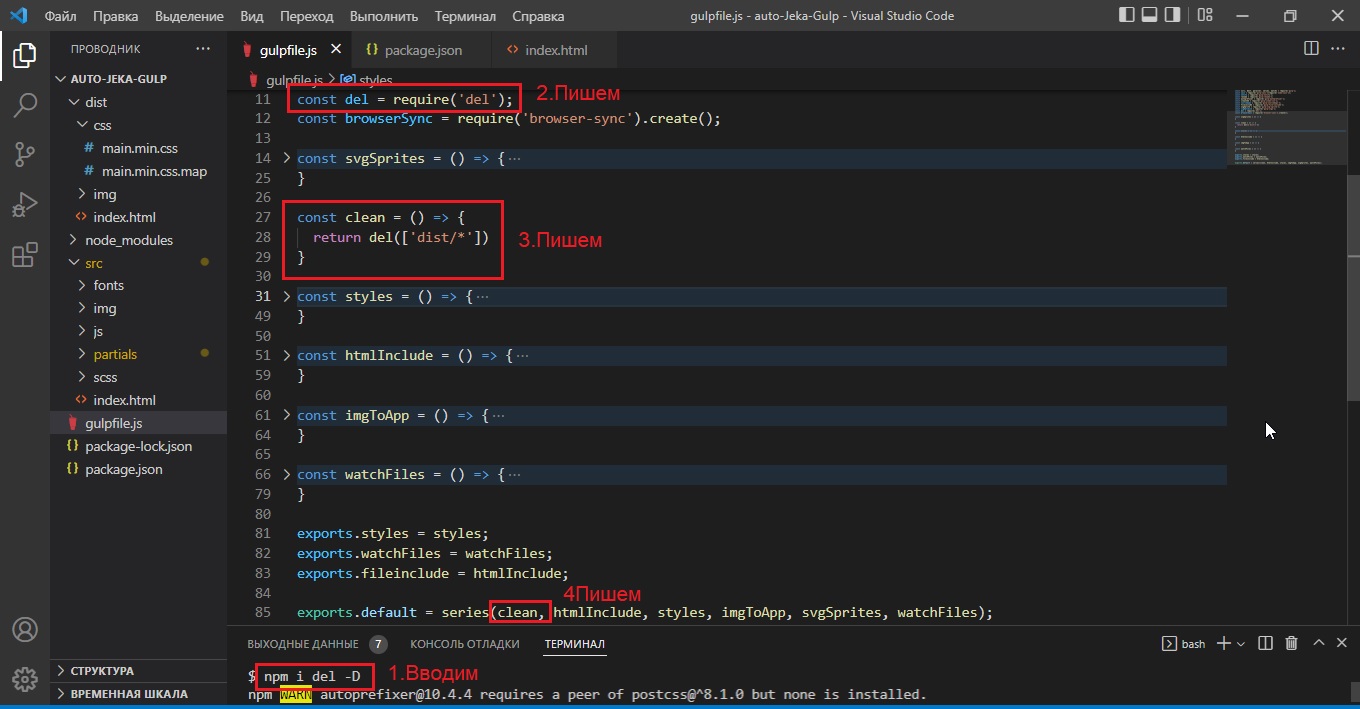 Файл Правка Выделение Вид Переход Выполнить Терминал Справка
gulpfile.js - auto-Jeka-Gulp - Visual Studio Code
ПРОВОДНИК
AUTO-JEKA-GULP
dist
css
# main.min.css
# main.min.css.map
img
<> index.html
node_modules
src
fonts
img
js
partials
scss
<> index.html
gulpfile.js
{} package-lock.json
{} package.json
СТРУКТУРА
ВРЕМЕННАЯ ШКАЛА
gulpfile.js
{} package.json
<> index.html
gulpfile.js > styles
11 const del = require('del');
2.Пишем
12 const browserSync = require('browser-sync').create();
13
14 > const svgSprites = () => { ...
25 }
26
27 const clean = () => {
28 return del(['dist/*'])
3.Пишем
29 }
30
31 > const styles = () => { ...
49 }
50
51 > const htmlInclude = () => { ...
59 }
60
61 > const imgToApp = () => { ...
64 }
65
66 > const watchFiles = () => { ...
79 }
80
81 exports.styles = styles;
82 exports.watchFiles = watchFiles;
83 exports.fileinclude = htmlInclude;
84
4Пишем
85 exports.default = series(clean, htmlInclude, styles, imgToApp, svgSprites, watchFiles);
ВЫХОДНЫЕ ДАННЫЕ 7 КОНСОЛЬ ОТЛАДКИ ТЕРМИНАЛ
bash
$ npm i del -D
1.Вводим
npm WARN autoprefixer@10.4.4 requires a peer of postcss@^8.1.0 but none is installed.